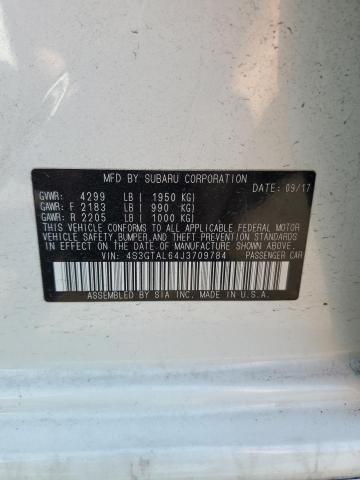 MFD BY SUBARU CORPORATION
DATE: 09/17
GVWR: 4299 LB ( 1950 KG)
GAWR: F 2183 LB ( 990 KG)
GAWR: R 2205 LB ( 1000 KG)
THIS VEHICLE CONFORMS TO ALL APPLICABLE FEDERAL MOTOR
VEHICLE SAFETY, BUMPER, AND THEFT PREVENTION STANDARDS
IN EFFECT ON THE DATE OF MANUFACTURE SHOWN ABOVE.
VIN: 4S3GTAL64J3709784 PASSENGER CAR
ASSEMBLED BY SIA INC. MADE IN U.S.A.